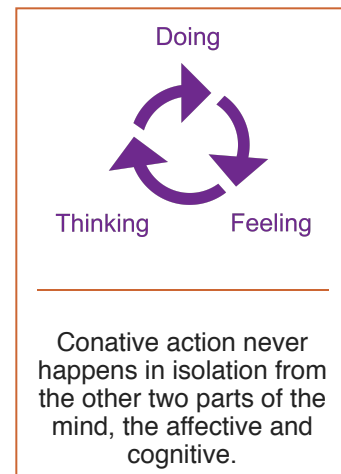 Doing
Thinking
Feeling
Conative action never
happens in isolation from
the other two parts of the
mind, the affective and
cognitive.